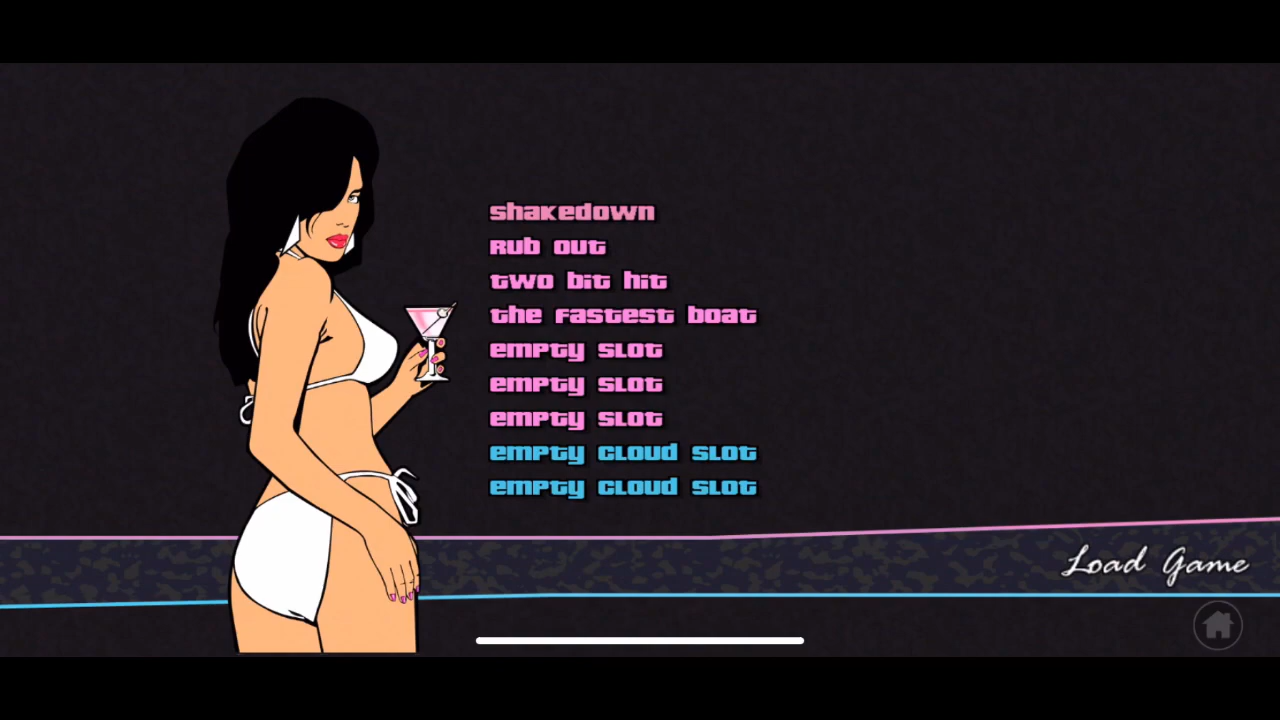 shakedown
Rub out
two bit hit
the fastest boat
empty slot
empty slot
empty slot
empty cloud slot
empty cloud slot
Load Game